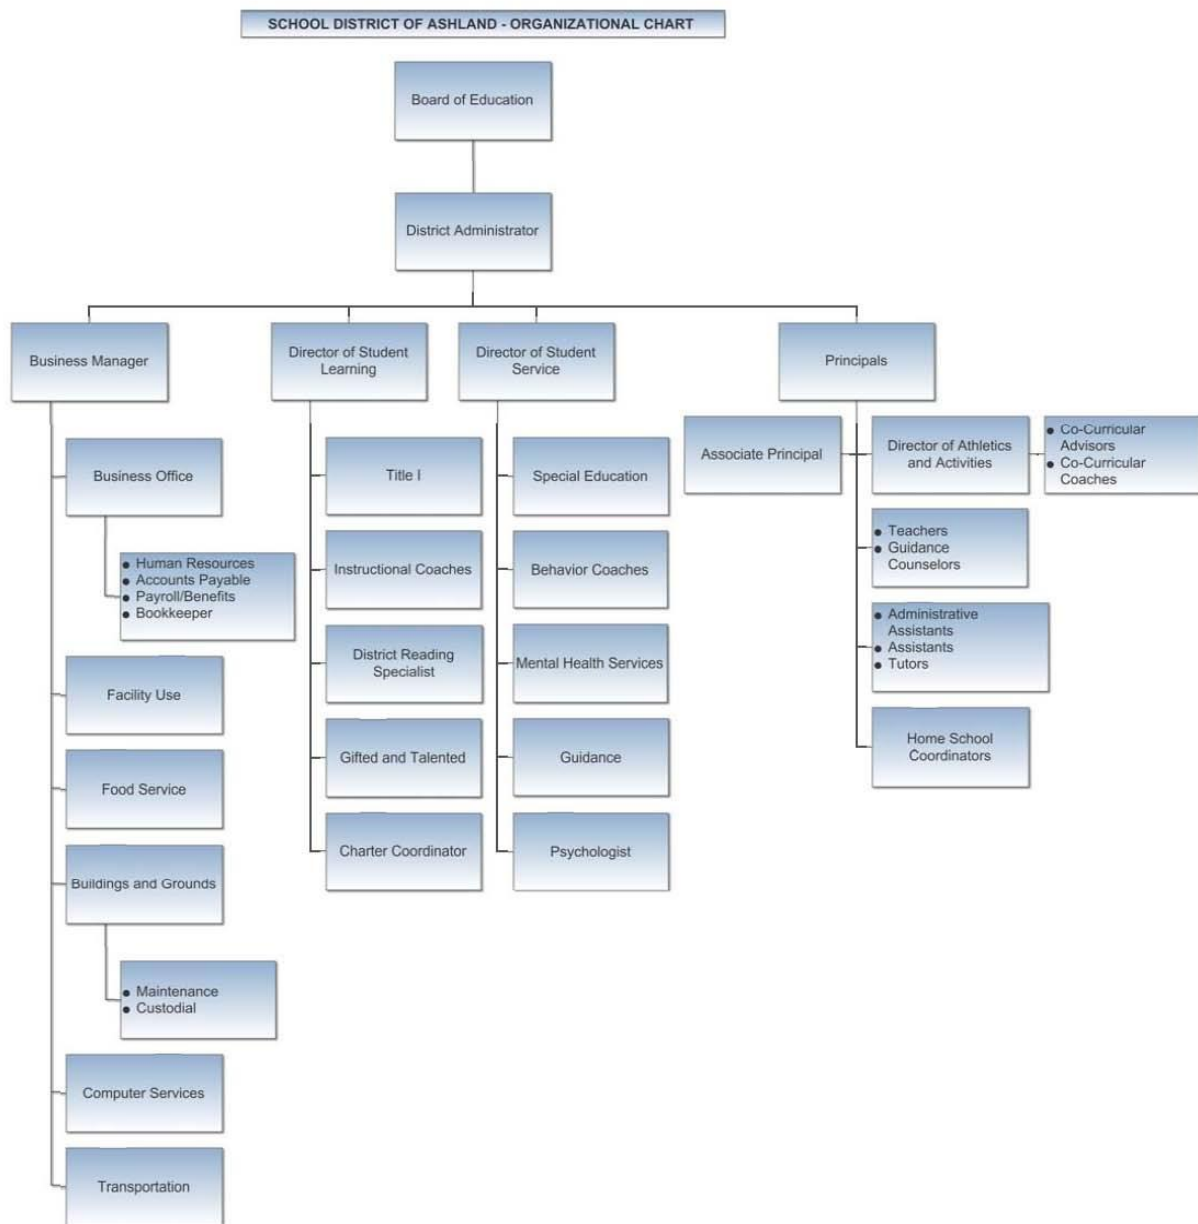 SCHOOL DISTRICT OF ASHLAND - ORGANIZATIONAL CHART
Board of Education
District Administrator
Business Manager
Director of Student
Learning
Director of Student
Service
Principals
Business Office
• Human Resources
• Accounts Payable
• Payroll/Benefits
• Bookkeeper
Facility Use
Food Service
Buildings and Grounds
• Maintenance
• Custodial
Computer Services
Transportation
Title I
Instructional Coaches
District Reading
Specialist
Gifted and Talented
Charter Coordinator
Special Education
Behavior Coaches
Mental Health Services
Guidance
Psychologist
Associate Principal
Director of Athletics
and Activities
• Co-Curricular
Advisors
• Co-Curricular
Coaches
• Teachers
• Guidance
Counselors
• Administrative
Assistants
• Assistants
• Tutors
Home School
Coordinators